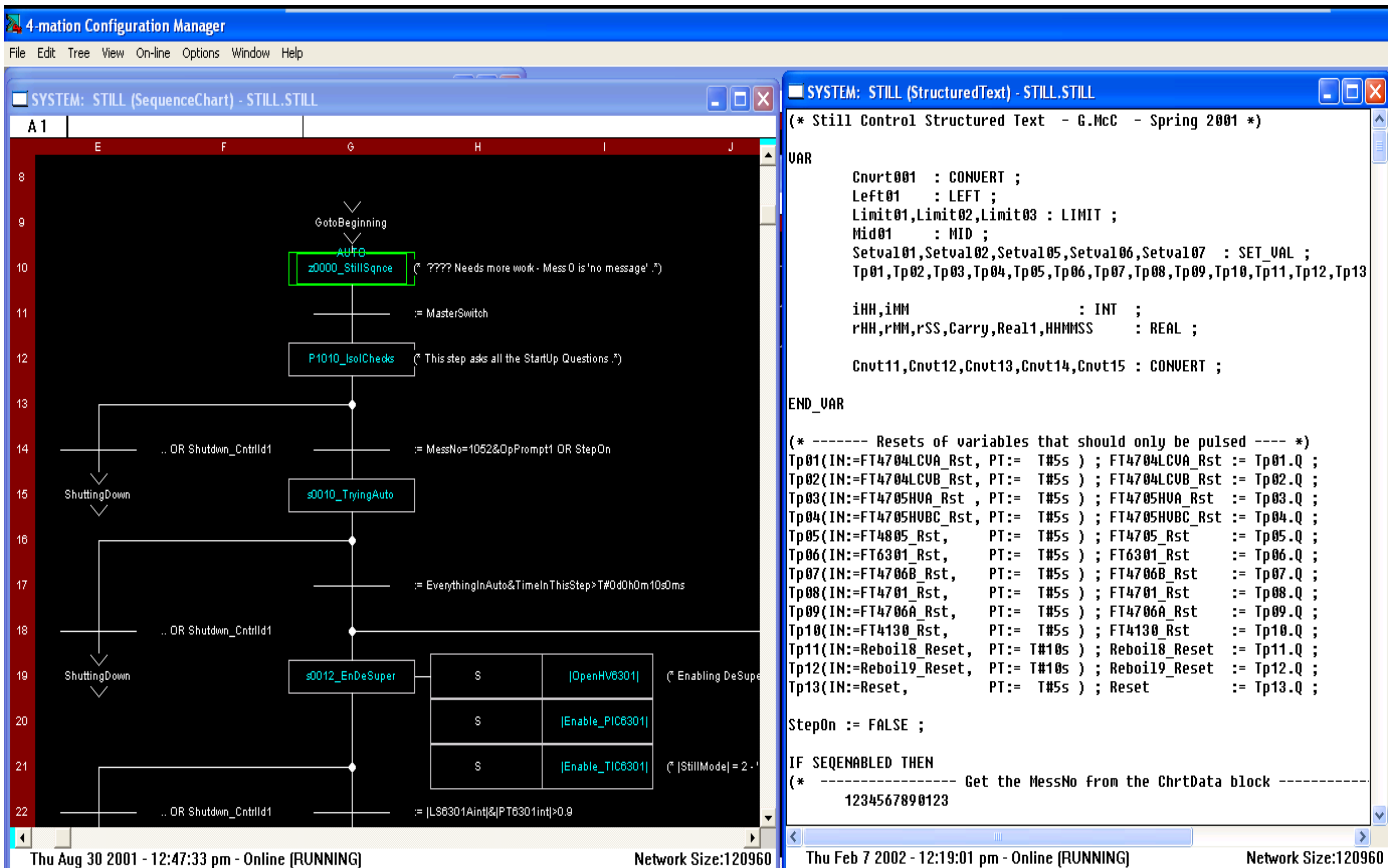 4-mation Configuration Manager
File Edit Tree View On-line Options Window Help
SYSTEM: STILL (SequenceChart) - STILL.STILL
A 1
E F G H I J
8
9 GotoBeginning
AUTO
10 z0000_StillSqnce (* ???? Needs more work - Mess 0 is 'no message' .*)
11 := MasterSwitch
12 P1010_IsolChecks (* This step asks all the StartUp Questions .*)
13
14 .. OR Shutdwn_Cntrlld1 := MessNo=1052&OpPrompt1 OR StepOn
15 ShuttingDown s0010_TryingAuto
16
17 := EverythingInAuto&TimeInThisStep>T#0d0h0m10s0ms
18 .. OR Shutdwn_Cntrlld1
19 ShuttingDown s0012_EnDeSuper S |OpenHV6301| (* Enabling DeSupe
20 S |Enable_PIC6301|
21 S |Enable_TIC6301| (* |StillMode| = 2 - '
22 .. OR Shutdwn_Cntrlld1 := |LS6301Aint|&|PT6301int|>0.9
Thu Aug 30 2001 - 12:47:33 pm - Online (RUNNING) Network Size:120960
SYSTEM: STILL (StructuredText) - STILL.STILL
(* Still Control Structured Text - G.McC - Spring 2001 *)
VAR
Cnvrt001 : CONVERT ;
Left01 : LEFT ;
Limit01,Limit02,Limit03 : LIMIT ;
Mid01 : MID ;
Setval01,Setval02,Setval05,Setval06,Setval07 : SET_VAL ;
Tp01,Tp02,Tp03,Tp04,Tp05,Tp06,Tp07,Tp08,Tp09,Tp10,Tp11,Tp12,Tp13
iHH,iMM : INT ;
rHH,rMM,rSS,Carry,Real1,HHMMSS : REAL ;
Cnvt11,Cnvt12,Cnvt13,Cnvt14,Cnvt15 : CONVERT ;
END_VAR
(* ------- Resets of variables that should only be pulsed ---- *)
Tp01(IN:=FT4704LCVA_Rst, PT:= T#5s ) ; FT4704LCVA_Rst := Tp01.Q ;
Tp02(IN:=FT4704LCVB_Rst, PT:= T#5s ) ; FT4704LCVB_Rst := Tp02.Q ;
Tp03(IN:=FT4705HVA_Rst , PT:= T#5s ) ; FT4705HVA_Rst := Tp03.Q ;
Tp04(IN:=FT4705HVBC_Rst, PT:= T#5s ) ; FT4705HVBC_Rst := Tp04.Q ;
Tp05(IN:=FT4805_Rst, PT:= T#5s ) ; FT4705_Rst := Tp05.Q ;
Tp06(IN:=FT6301_Rst, PT:= T#5s ) ; FT6301_Rst := Tp06.Q ;
Tp07(IN:=FT4706B_Rst, PT:= T#5s ) ; FT4706B_Rst := Tp07.Q ;
Tp08(IN:=FT4701_Rst, PT:= T#5s ) ; FT4701_Rst := Tp08.Q ;
Tp09(IN:=FT4706A_Rst, PT:= T#5s ) ; FT4706A_Rst := Tp09.Q ;
Tp10(IN:=FT4130_Rst, PT:= T#5s ) ; FT4130_Rst := Tp10.Q ;
Tp11(IN:=Reboil8_Reset, PT:= T#10s ) ; Reboil8_Reset := Tp11.Q ;
Tp12(IN:=Reboil9_Reset, PT:= T#10s ) ; Reboil9_Reset := Tp12.Q ;
Tp13(IN:=Reset, PT:= T#5s ) ; Reset := Tp13.Q ;
StepOn := FALSE ;
IF SEQENABLED THEN
(* ----------------- Get the MessNo from the ChrtData block -----------
1234567890123
Thu Feb 7 2002 - 12:19:01 pm - Online (RUNNING) Network Size:120960